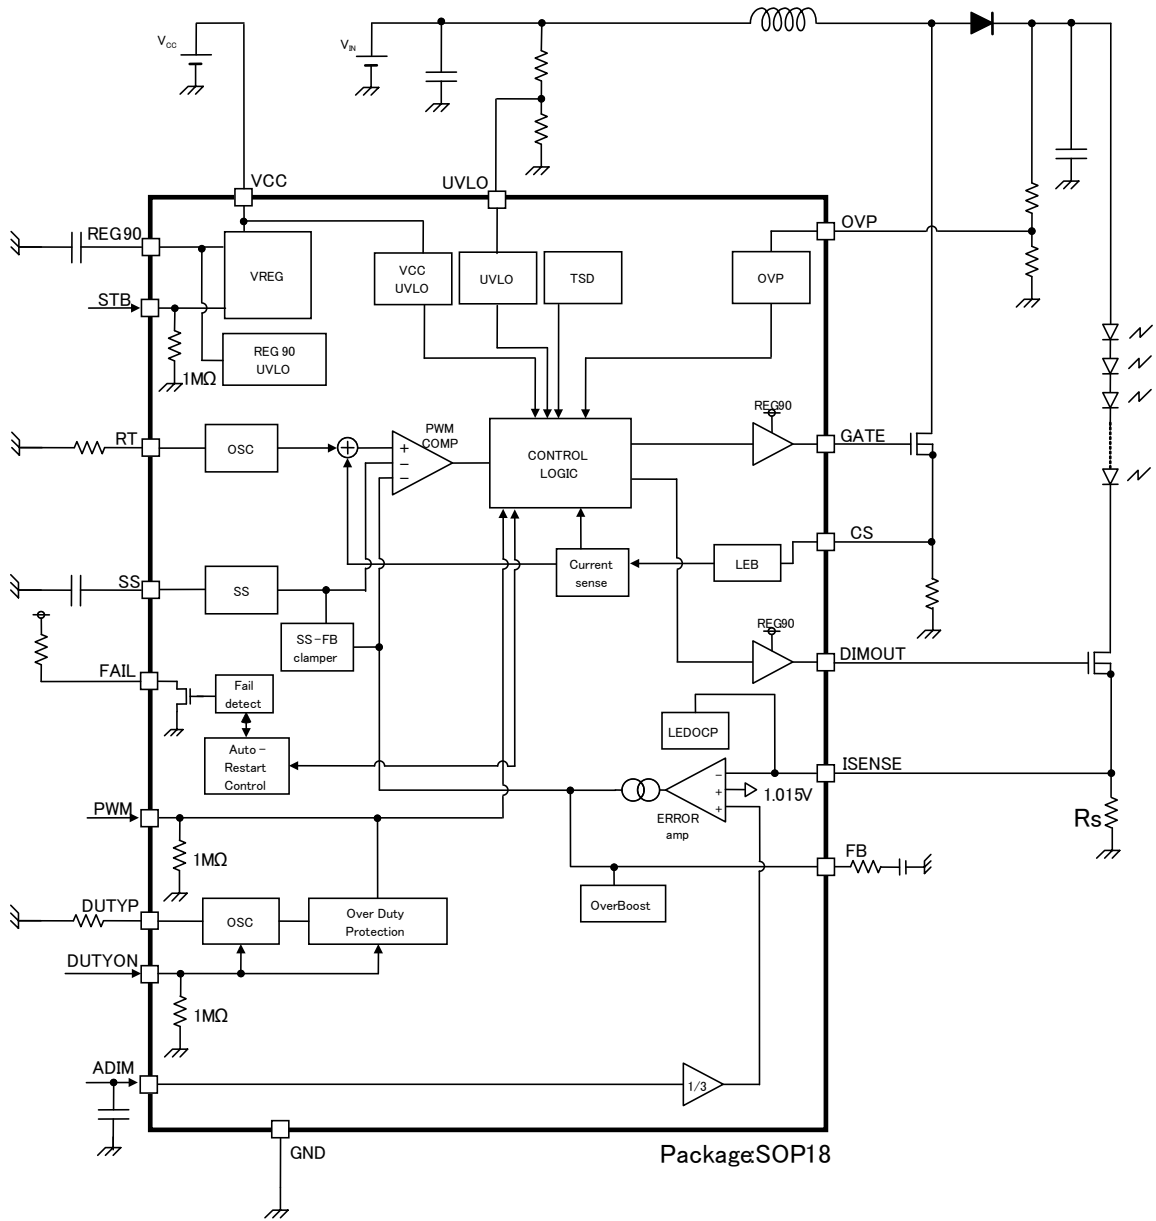 VCC
VIN
VCC
UVLO
REG90
VREG
VCC
UVLO
UVLO
TSD
OVP
OVP
STB
1MΩ
REG 90
UVLO
RT
OSC
+
PWM
COMP
+
−
−
CONTROL
LOGIC
REG90
GATE
CS
SS
SS
Current
sense
LEB
SS-FB
clamper
REG90
DIMOUT
FAIL
Fail
detect
LEDOCP
Auto-
Restart
Control
ISENSE
−
+
+
1.015V
ERROR
amp
Rs
PWM
1MΩ
FB
OverBoost
DUTYP
OSC
Over Duty
Protection
DUTYON
1MΩ
ADIM
1/3
GND
Package:SOP18